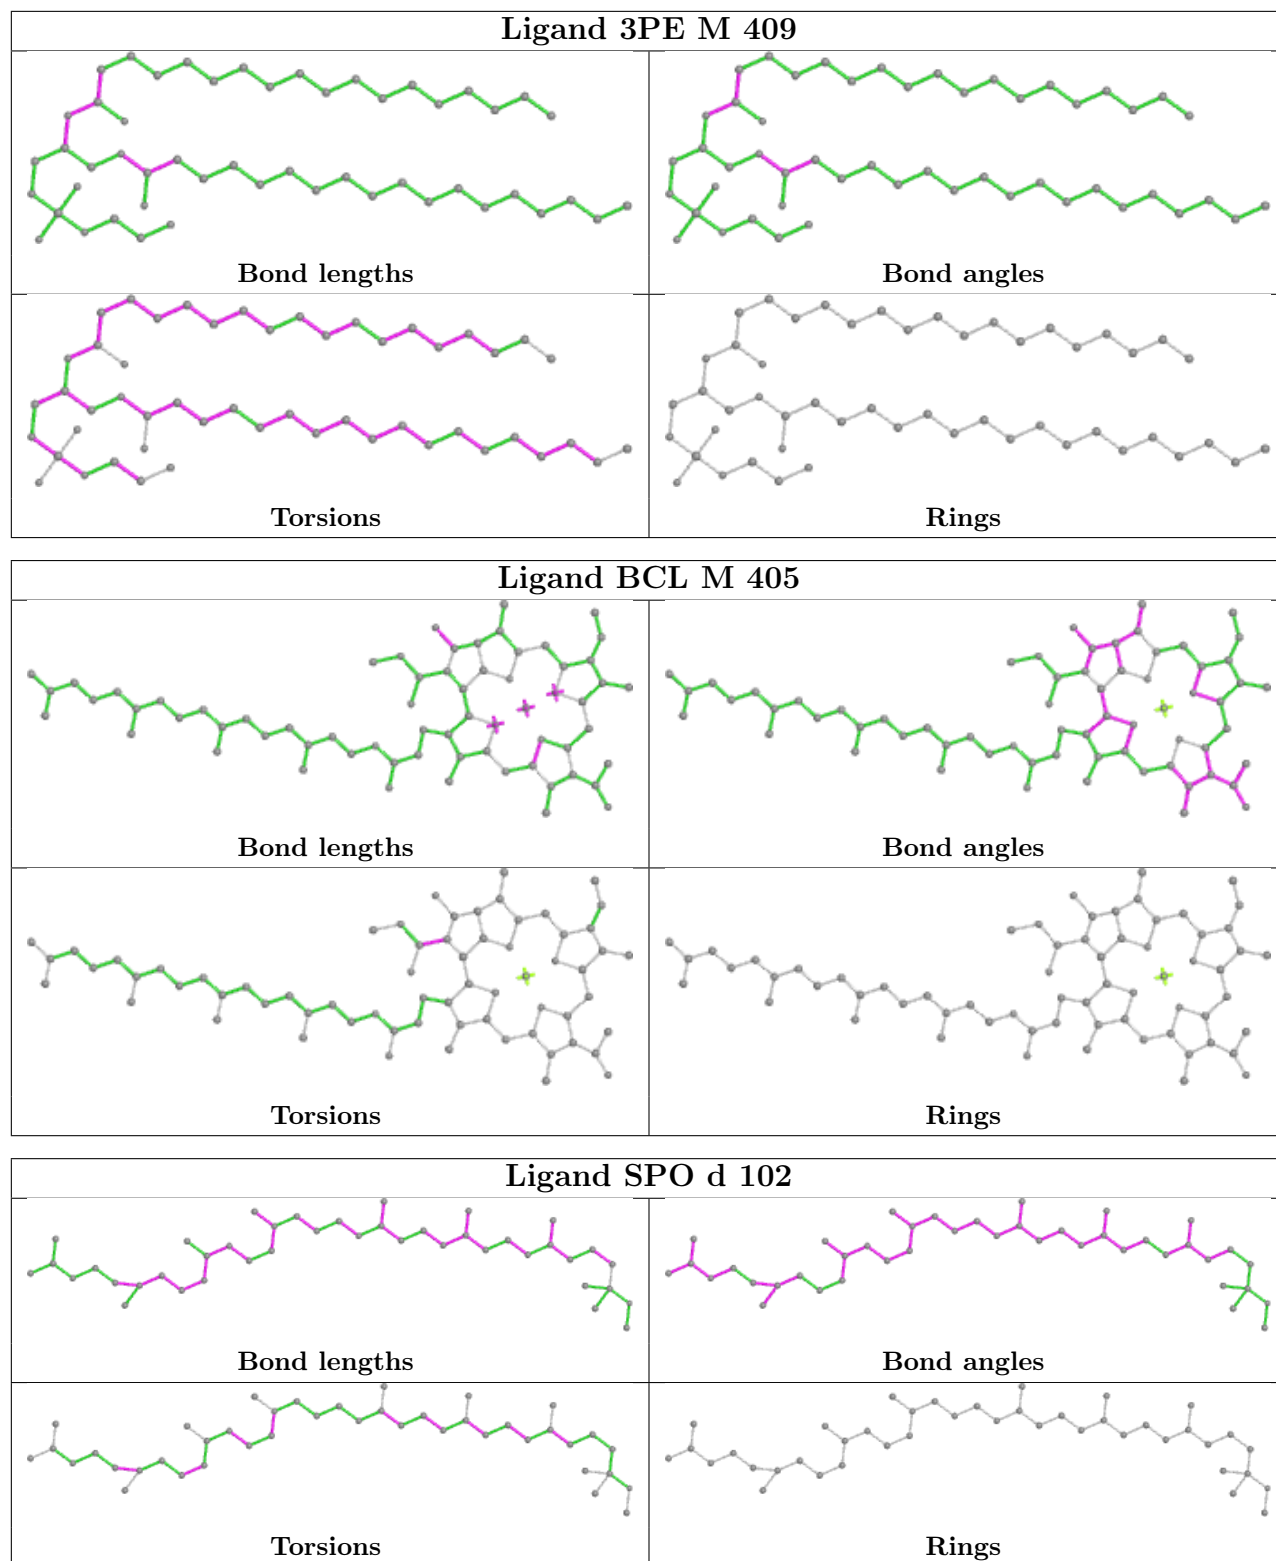 Ligand 3PE M 409
Bond lengths
Bond angles
Torsions
Rings
Ligand BCL M 405
Bond lengths
Bond angles
Torsions
Rings
Ligand SPO d 102
Bond lengths
Bond angles
Torsions
Rings